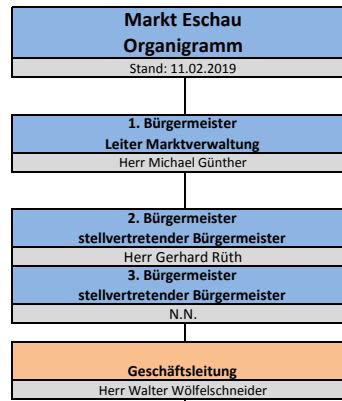 Markt Eschau
Organigramm
Stand: 11.02.2019
1. Bürgermeister
Leiter Marktverwaltung
Herr Michael Günther
2. Bürgermeister
stellvertretender Bürgermeister
Herr Gerhard Rüth
3. Bürgermeister
stellvertretender Bürgermeister
N.N.
Geschäftsleitung
Herr Walter Wölfelschneider